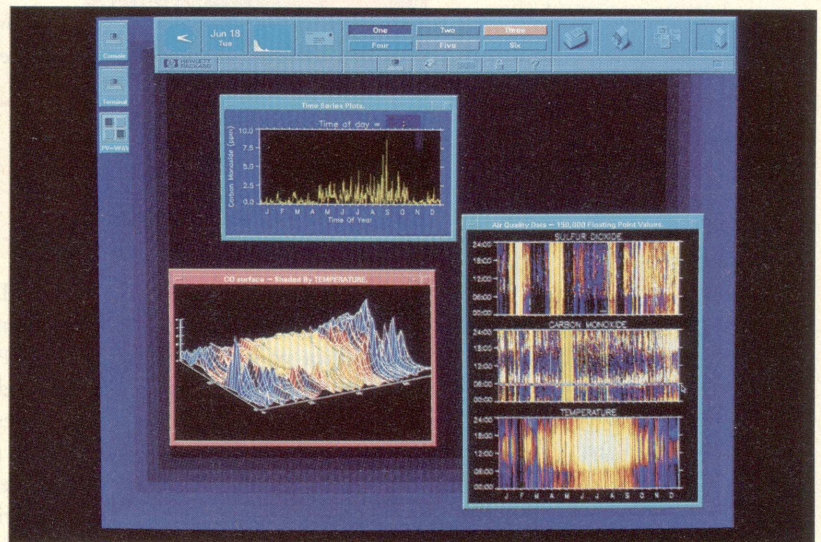 Console
Terminal
PV-WAVE
Jun 18
Tue
One
Two
Three
Four
Five
Six
HEWLETT
PACKARD
Time Series Plots.
Time of day =
10.0
7.5
5.0
2.5
0.0
Carbon Monoxide (ppm)
J F M A M J J A S O N D
Time Of Year
CO surface — Shaded By TEMPERATURE.
Air Quality Data — 150,000 Floating Point Values.
SULFUR DIOXIDE
24:00
18:00
12:00
06:00
00:00
CARBON MONOXIDE
24:00
18:00
12:00
06:00
00:00
TEMPERATURE
24:00
18:00
12:00
06:00
00:00
J F M A M J J A S O N D